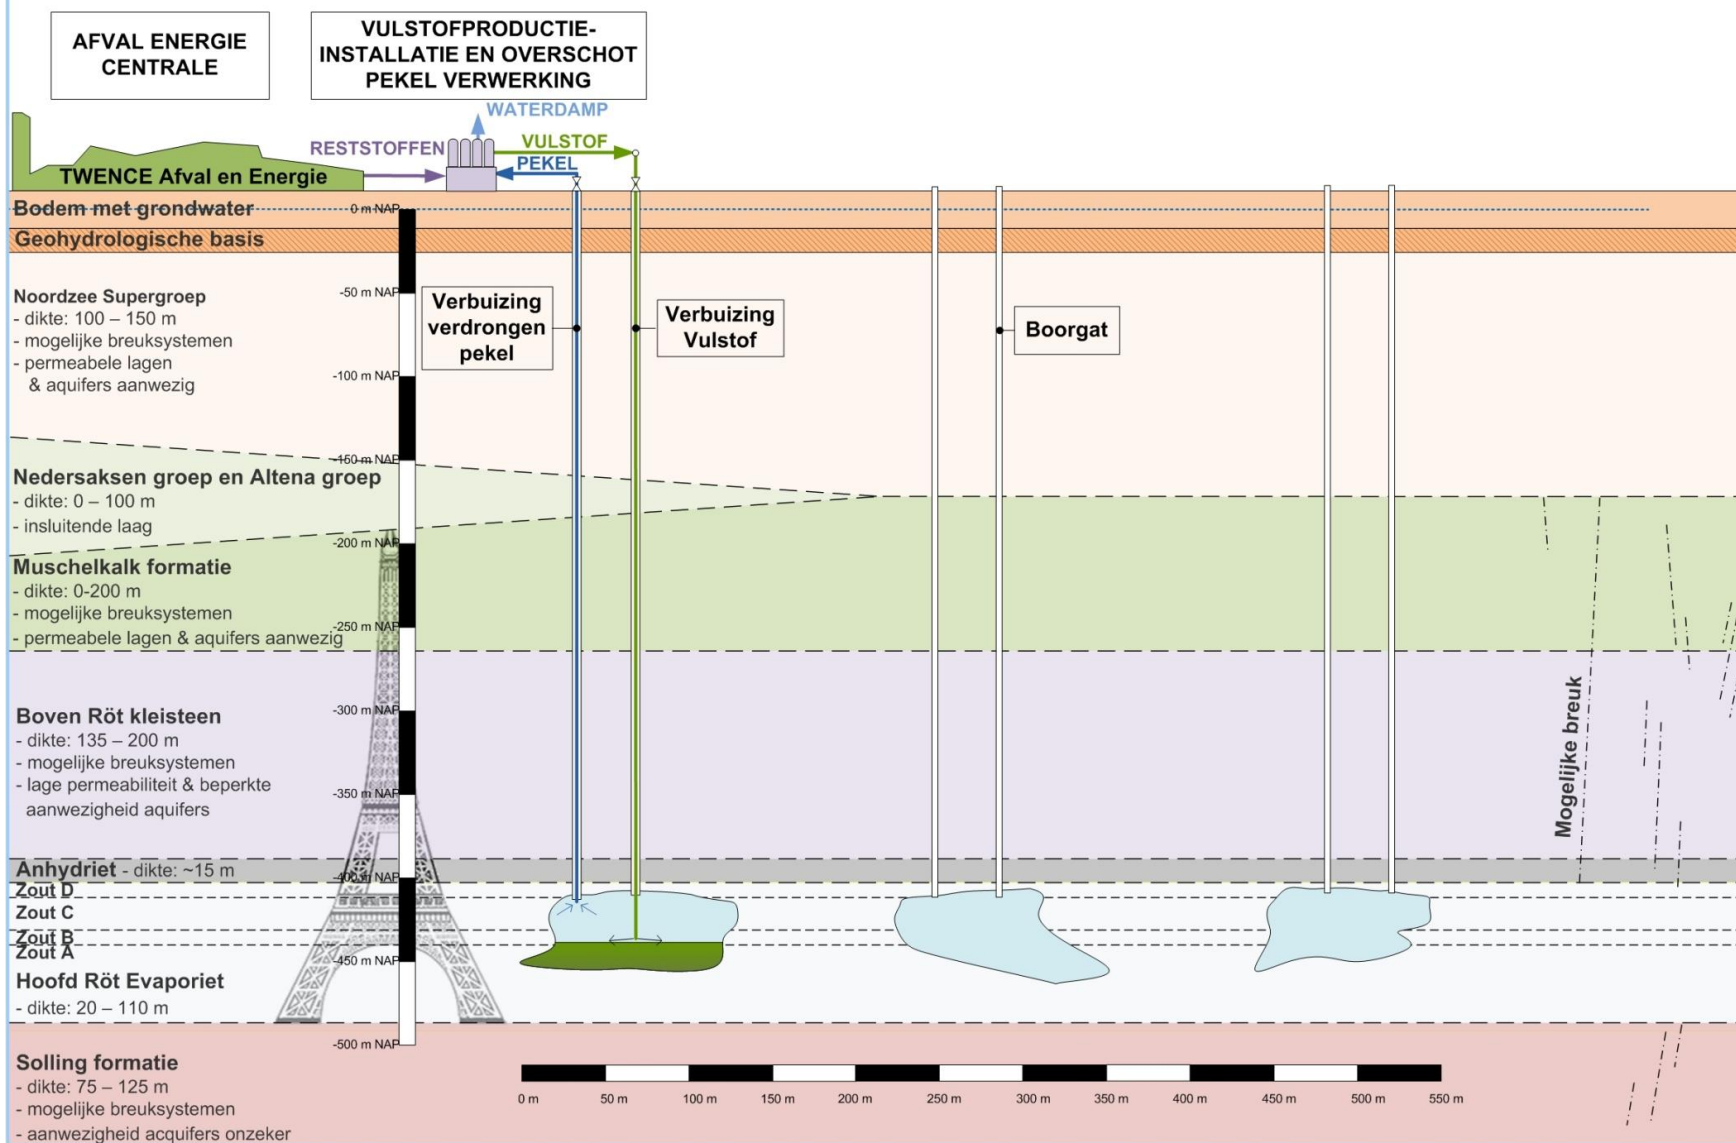 AFVAL ENERGIE
CENTRALE
VULSTOFPRODUCTIE-
INSTALLATIE EN OVERSCHOT
PEKEL VERWERKING
WATERDAMP
RESTSTOFFEN
VULSTOF
PEKEL
TWENCE Afval en Energie
Bodem met grondwater
0 m NAP
Geohydrologische basis
Noordzee Supergroep
- dikte: 100 – 150 m
- mogelijke breuksystemen
- permeabele lagen
& aquifers aanwezig
-50 m NAP
-100 m NAP
-150 m NAP
Verbuizing
verdrongen
pekel
Verbuizing
Vulstof
Boorgat
Nedersaksen groep en Altena groep
- dikte: 0 – 100 m
- insluitende laag
-200 m NAP
Muschelkalk formatie
- dikte: 0-200 m
- mogelijke breuksystemen
- permeabele lagen & aquifers aanwezig
-250 m NAP
Boven Röt kleisteen
- dikte: 135 – 200 m
- mogelijke breuksystemen
- lage permeabiliteit & beperkte
aanwezigheid aquifers
-300 m NAP
-350 m NAP
Mogelijke breuk
Anhydriet - dikte: ~15 m
-400 m NAP
Zout D
Zout C
Zout B
Zout A
-450 m NAP
Hoofd Röt Evaporiet
- dikte: 20 – 110 m
-500 m NAP
Solling formatie
- dikte: 75 – 125 m
- mogelijke breuksystemen
- aanwezigheid acquifers onzeker
0 m 50 m 100 m 150 m 200 m 250 m 300 m 350 m 400 m 450 m 500 m 550 m